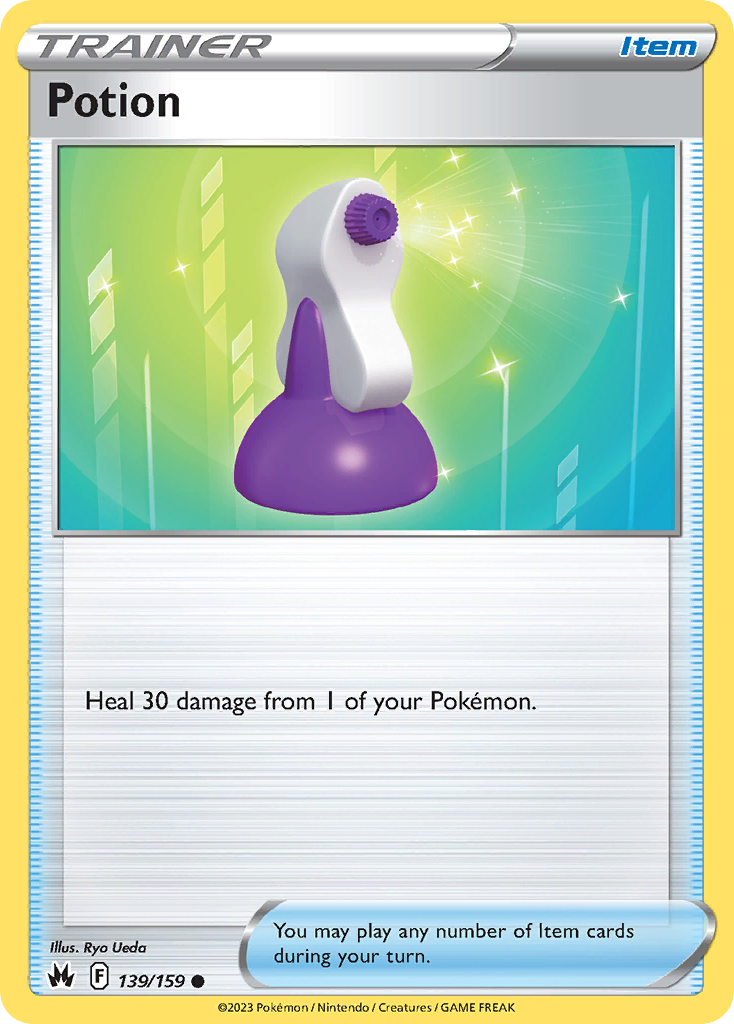 TRAINER
Item
Potion
Heal 30 damage from 1 of your Pokémon.
You may play any number of Item cards
during your turn.
Illus. Ryo Ueda
F 139/159
©2023 Pokémon / Nintendo / Creatures / GAME FREAK